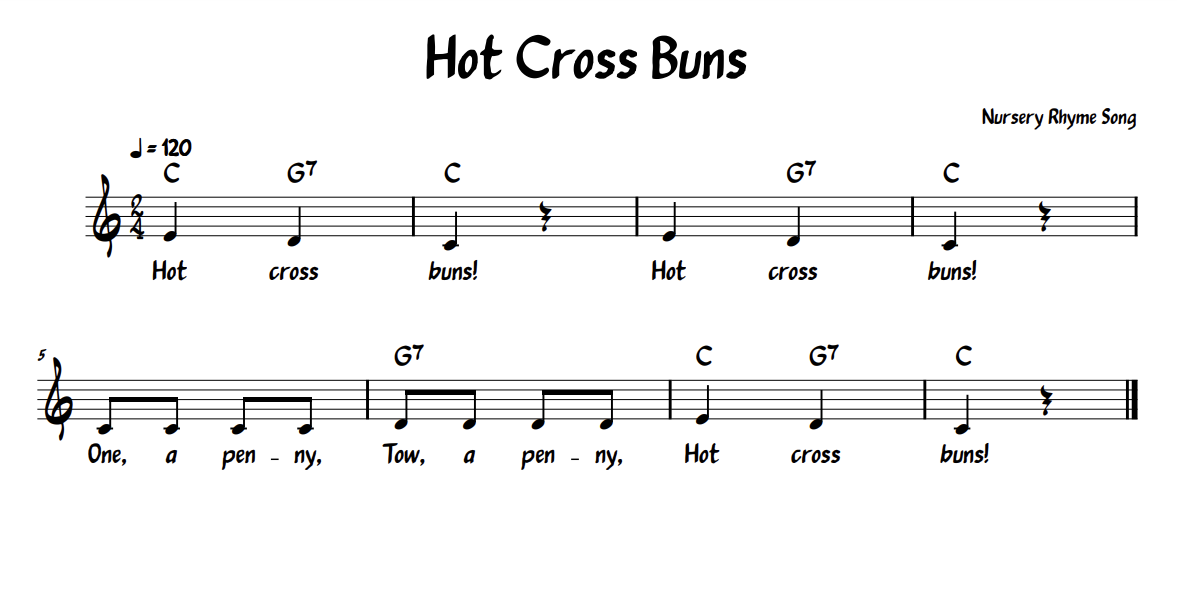 Hot Cross Buns
Nursery Rhyme Song
♩ = 120
C G7 C G7 C
2
4
Hot cross buns! Hot cross buns!
5
G7 C G7 C
One, a pen - ny, Tow, a pen - ny, Hot cross buns!